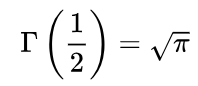 Γ(1/2) = √π